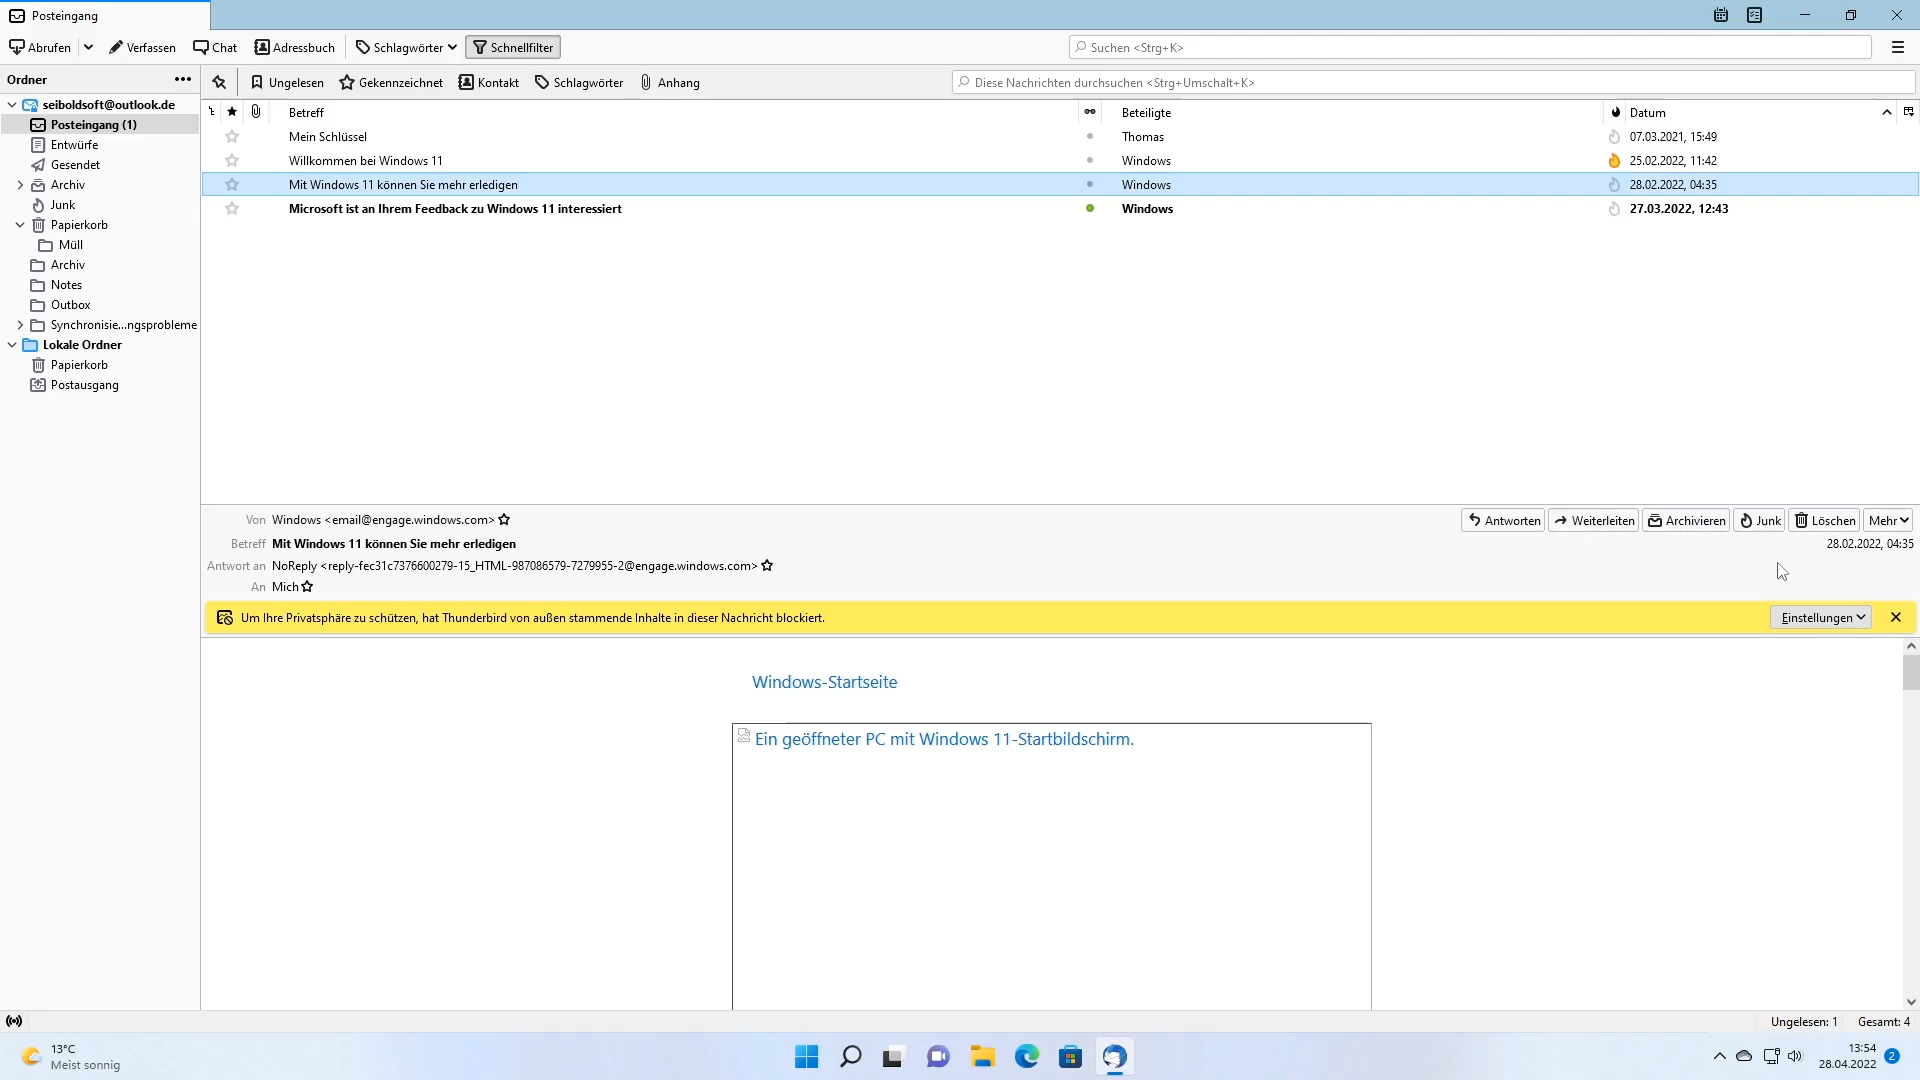 Posteingang
Abrufen Verfassen Chat Adressbuch Schlagwörter Schnellfilter Suchen <Strg+K>
Ordner
Ungelesen Gekennzeichnet Kontakt Schlagwörter Anhang Diese Nachrichten durchsuchen <Strg+Umschalt+K>
seiboldsoft@outlook.de
Posteingang (1)
Entwürfe
Gesendet
Archiv
Junk
Papierkorb
Müll
Archiv
Notes
Outbox
Synchronisie...ngsprobleme
Lokale Ordner
Papierkorb
Postausgang
Betreff Beteiligte Datum
Mein Schlüssel Thomas 07.03.2021, 15:49
Willkommen bei Windows 11 Windows 25.02.2022, 11:42
Mit Windows 11 können Sie mehr erledigen Windows 28.02.2022, 04:35
Microsoft ist an Ihrem Feedback zu Windows 11 interessiert Windows 27.03.2022, 12:43
Von Windows <email@engage.windows.com> Antworten Weiterleiten Archivieren Junk Löschen Mehr
Betreff Mit Windows 11 können Sie mehr erledigen 28.02.2022, 04:35
Antwort an NoReply <reply-fec31c7376600279-15_HTML-987086579-7279955-2@engage.windows.com>
An Mich
Um Ihre Privatsphäre zu schützen, hat Thunderbird von außen stammende Inhalte in dieser Nachricht blockiert. Einstellungen
Windows-Startseite
Ein geöffneter PC mit Windows 11-Startbildschirm.
Ungelesen: 1 Gesamt: 4
13°C
Meist sonnig
13:54
28.04.2022
2